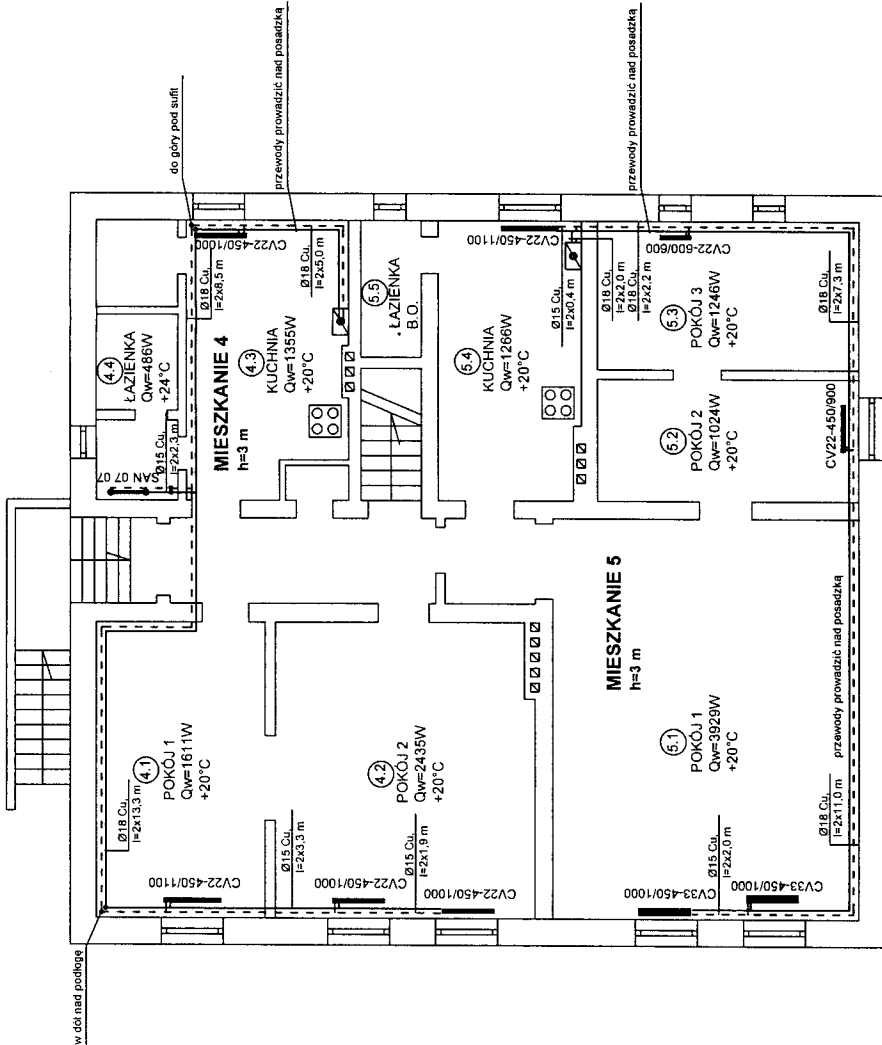 do góry pod sufit
przewody prowadzić nad posadzką
przewody prowadzić nad posadzką
w dół nad podłogę
4.4
ŁAZIENKA
Qw=486W
+24°C
Ø15 Cu,
l=2x2,3 m
SAN 07 07
Ø18 Cu,
l=2x8,5 m
CV22-450/1000
MIESZKANIE 4
h=3 m
4.3
KUCHNIA
Qw=1355W
+20°C
Ø18 Cu,
l=2x5,0 m
5.5
ŁAZIENKA
B.O.
5.4
KUCHNIA
Qw=1266W
+20°C
CV22-450/1100
Ø15 Cu,
l=2x0,4 m
Ø18 Cu,
l=2x2,0 m
Ø18 Cu,
l=2x2,2 m
CV22-600/600
5.3
POKÓJ 3
Qw=1246W
+20°C
Ø18 Cu,
l=2x7,3 m
5.2
POKÓJ 2
Qw=1024W
+20°C
CV22-450/900
4.1
POKÓJ 1
Qw=1611W
+20°C
Ø18 Cu,
l=2x13,3 m
CV22-450/1100
Ø15 Cu,
l=2x3,3 m
4.2
POKÓJ 2
Qw=2435W
+20°C
CV22-450/1000
Ø15 Cu,
l=2x1,9 m
CV22-450/1000
MIESZKANIE 5
h=3 m
5.1
POKÓJ 1
Qw=3929W
+20°C
CV33-450/1000
Ø15 Cu,
l=2x2,0 m
CV33-450/1000
Ø18 Cu,
l=2x11,0 m
przewody prowadzić nad posadzką